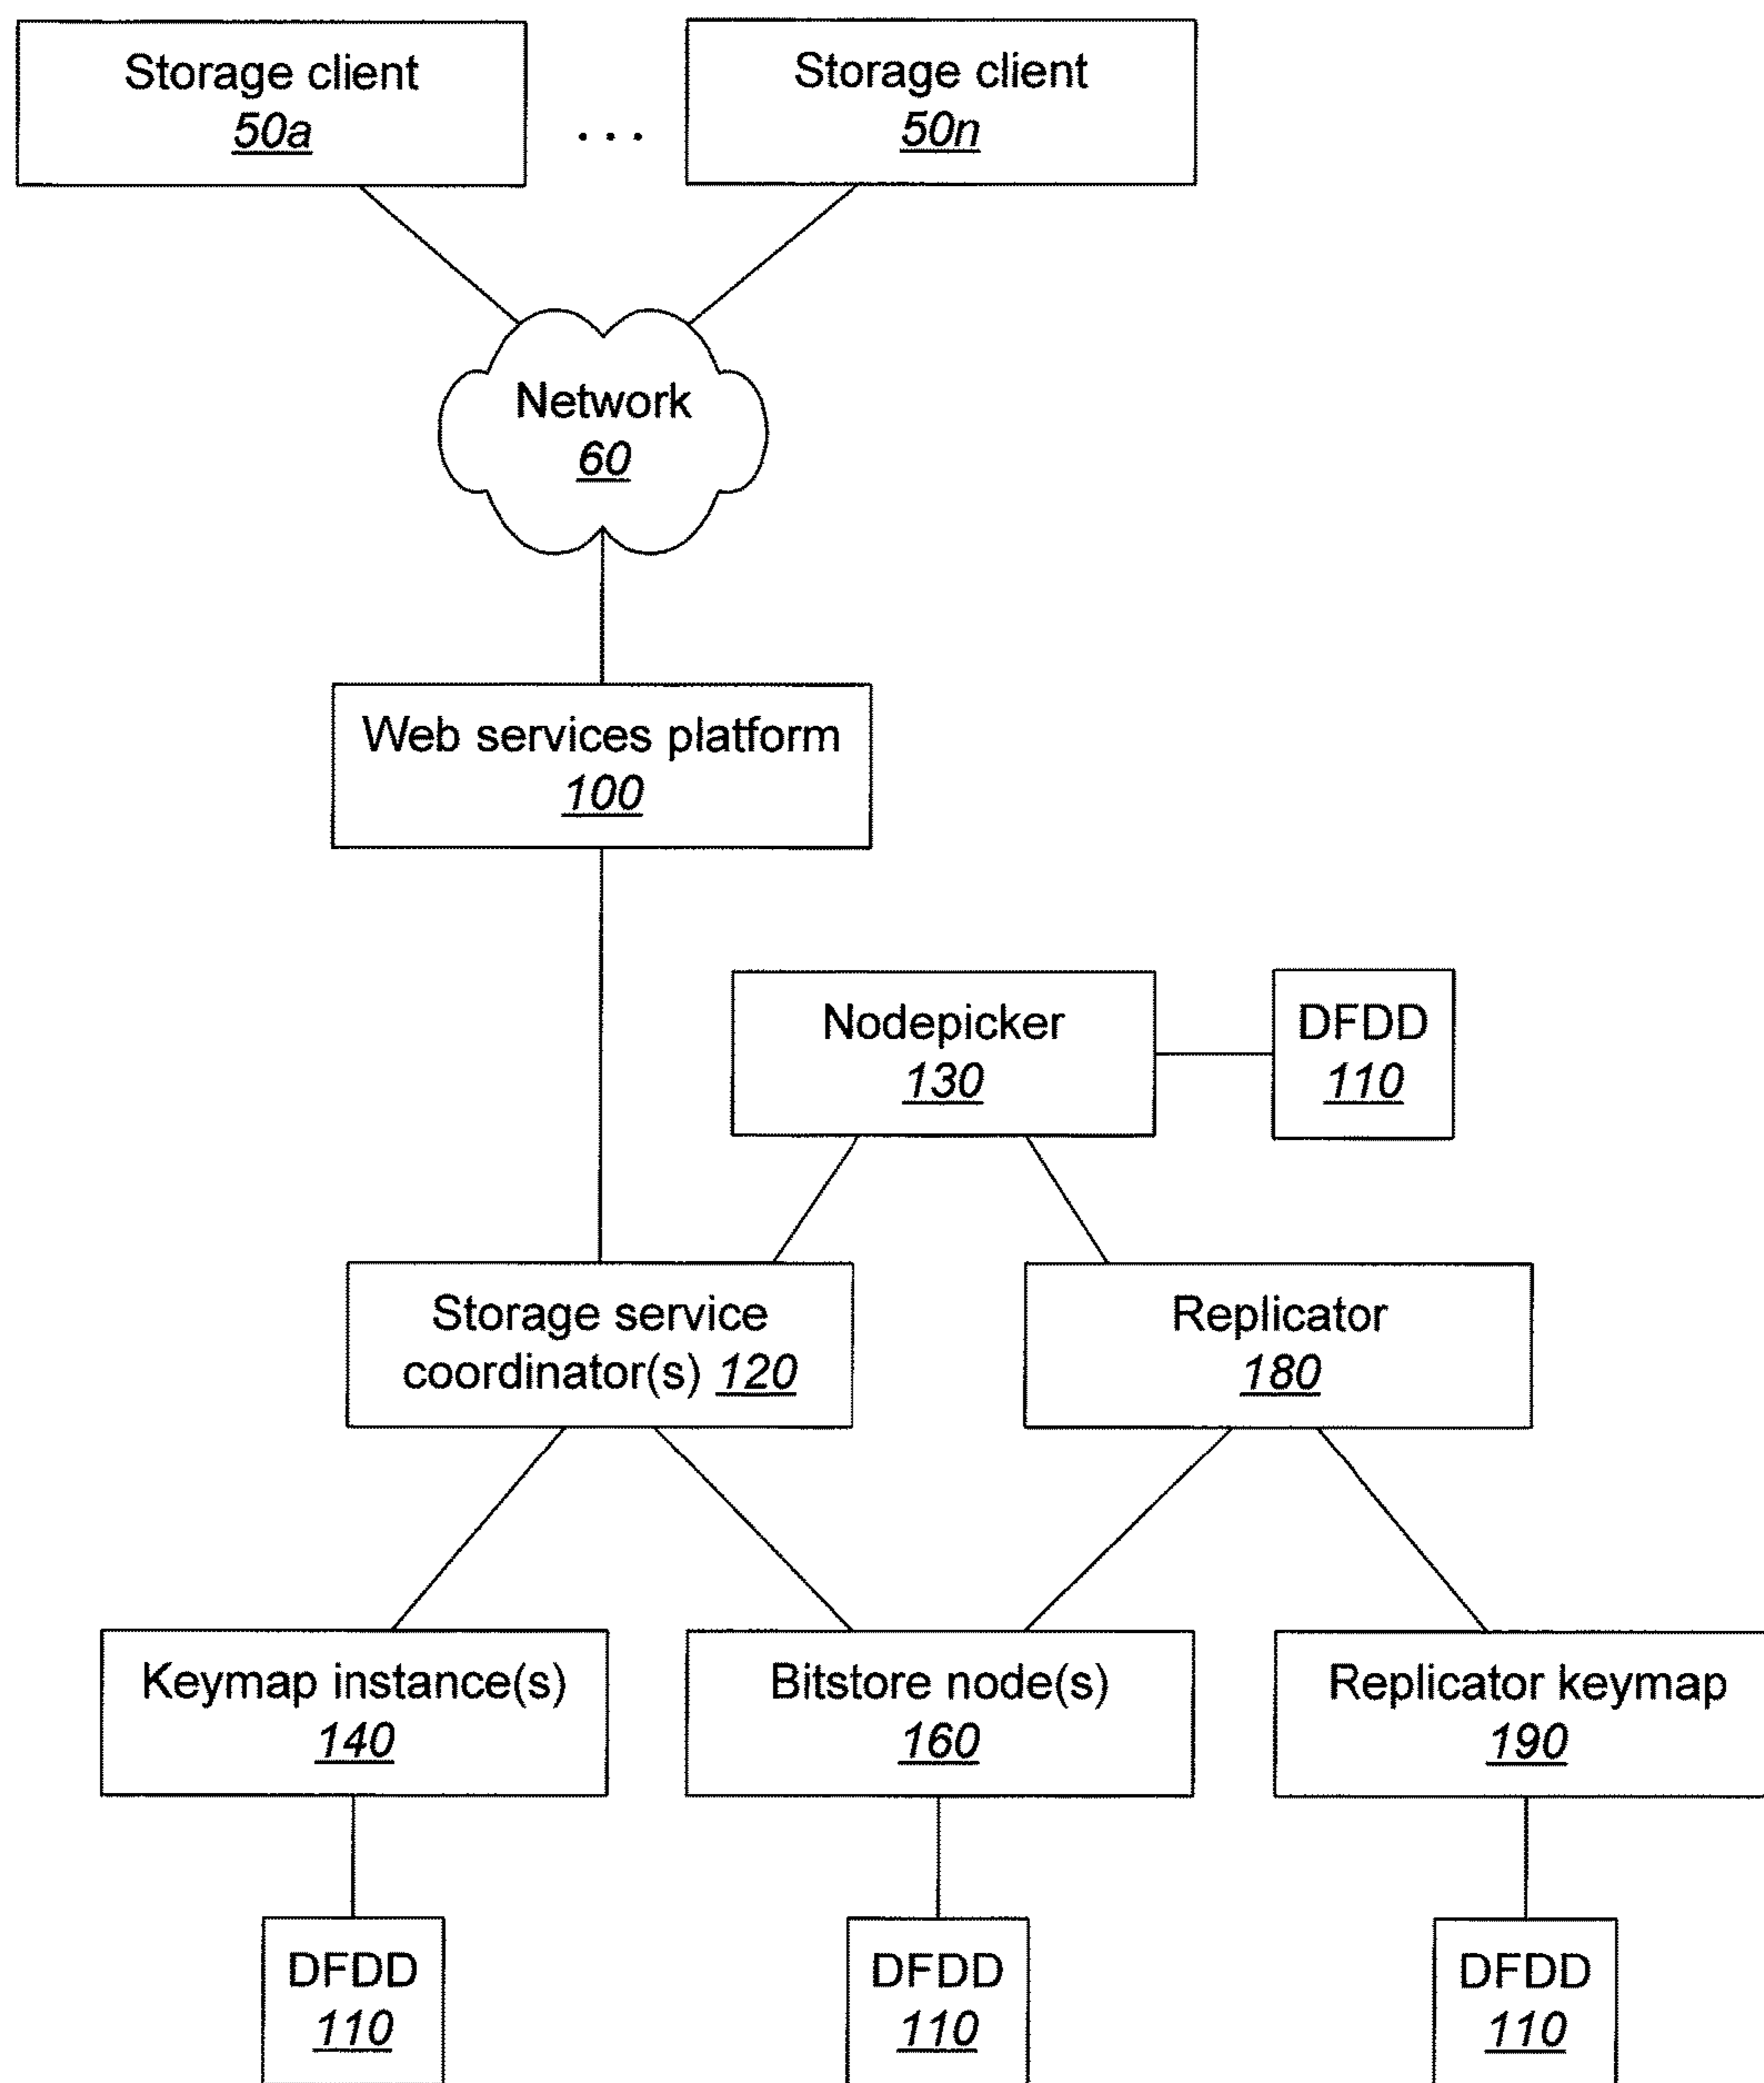 Storage client
50a
...
Storage client
50n
Network
60
Web services platform
100
Nodepicker
130
DFDD
110
Storage service
coordinator(s) 120
Replicator
180
Keymap instance(s)
140
Bitstore node(s)
160
Replicator keymap
190
DFDD
110
DFDD
110
DFDD
110